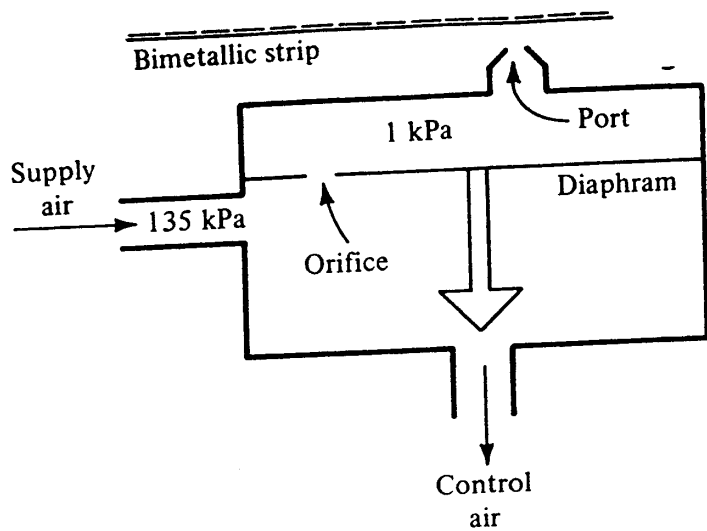 Bimetallic strip
1 kPa
Port
Supply
air
135 kPa
Diaphram
Orifice
Control
air